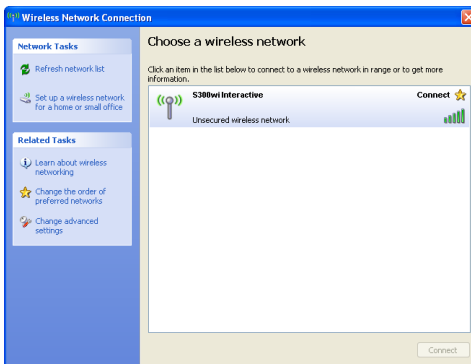 Wireless Network Connection
Network Tasks
Refresh network list
Set up a wireless network
for a home or small office
Related Tasks
Learn about wireless
networking
Change the order of
preferred networks
Change advanced
settings
Choose a wireless network
Click an item in the list below to connect to a wireless network in range or to get more
information.
S300wi Interactive
Connect
Unsecured wireless network
Connect